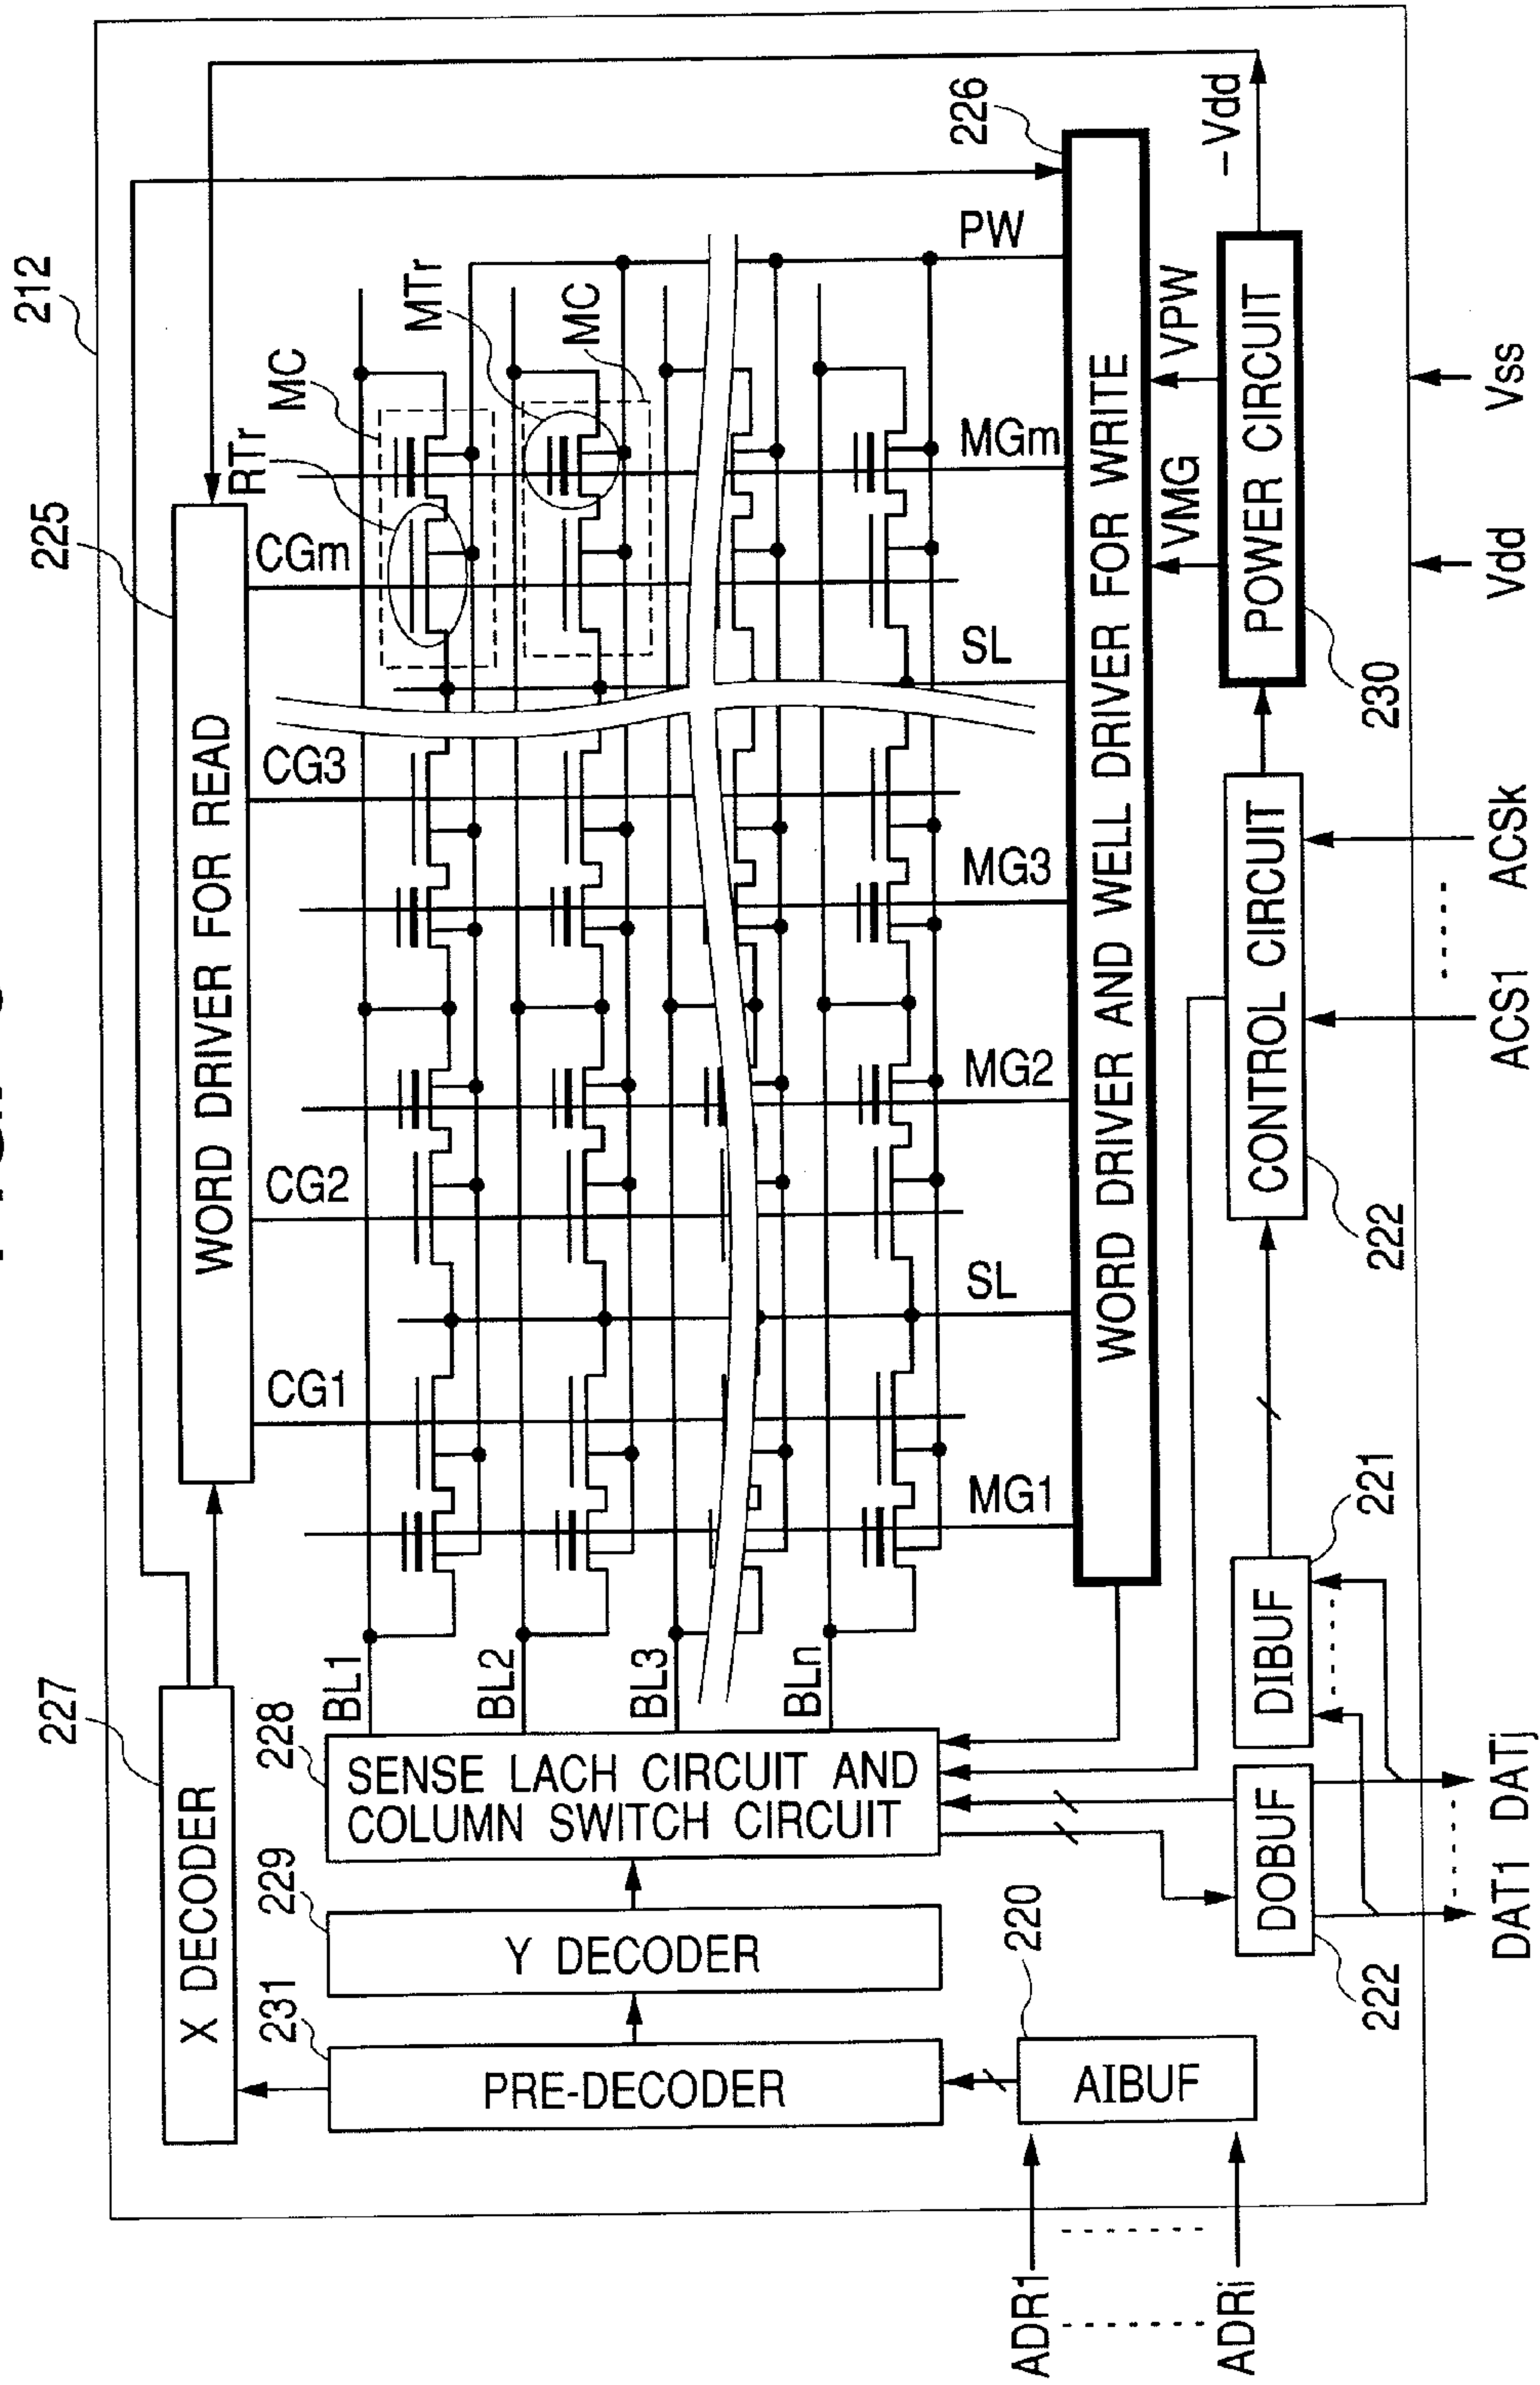 212
225
WORD DRIVER FOR READ
227
X DECODER
RTr
MC
MTr
MC
CG1
CG2
CG3
CGm
BL1
BL2
BL3
BLn
228
SENSE LACH CIRCUIT AND
COLUMN SWITCH CIRCUIT
229
Y DECODER
231
PRE-DECODER
220
AIBUF
ADR1
ADRi
MG1
SL
MG2
MG3
SL
MGm
PW
226
WORD DRIVER AND WELL DRIVER FOR WRITE
VMG
VPW
-Vdd
DOBUF
222
DIBUF
221
CONTROL CIRCUIT
222
POWER CIRCUIT
230
DAT1
DATj
ACS1
ACSk
Vdd
Vss